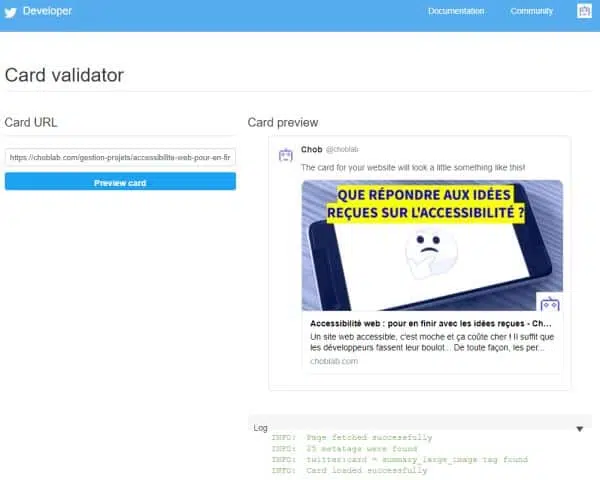 Developer
Documentation
Community
Card validator
Card URL
https://choblab.com/gestion-projets/accessibilite-web-pour-en-fir
Preview card
Card preview
Chob @choblab
The card for your website will look a little something like this!
QUE RÉPONDRE AUX IDÉES
REÇUES SUR L'ACCESSIBILITÉ ?
Accessibilité web : pour en finir avec les idées reçues - Ch...
Un site web accessible, c'est moche et ça coûte cher ! Il suffit que
les développeurs fassent leur boulot... De toute façon, les per...
choblab.com
Log
INFO: Page fetched successfully
INFO: 25 metatags were found
INFO: twitter:card = summary_large_image tag found
INFO: Card loaded successfully